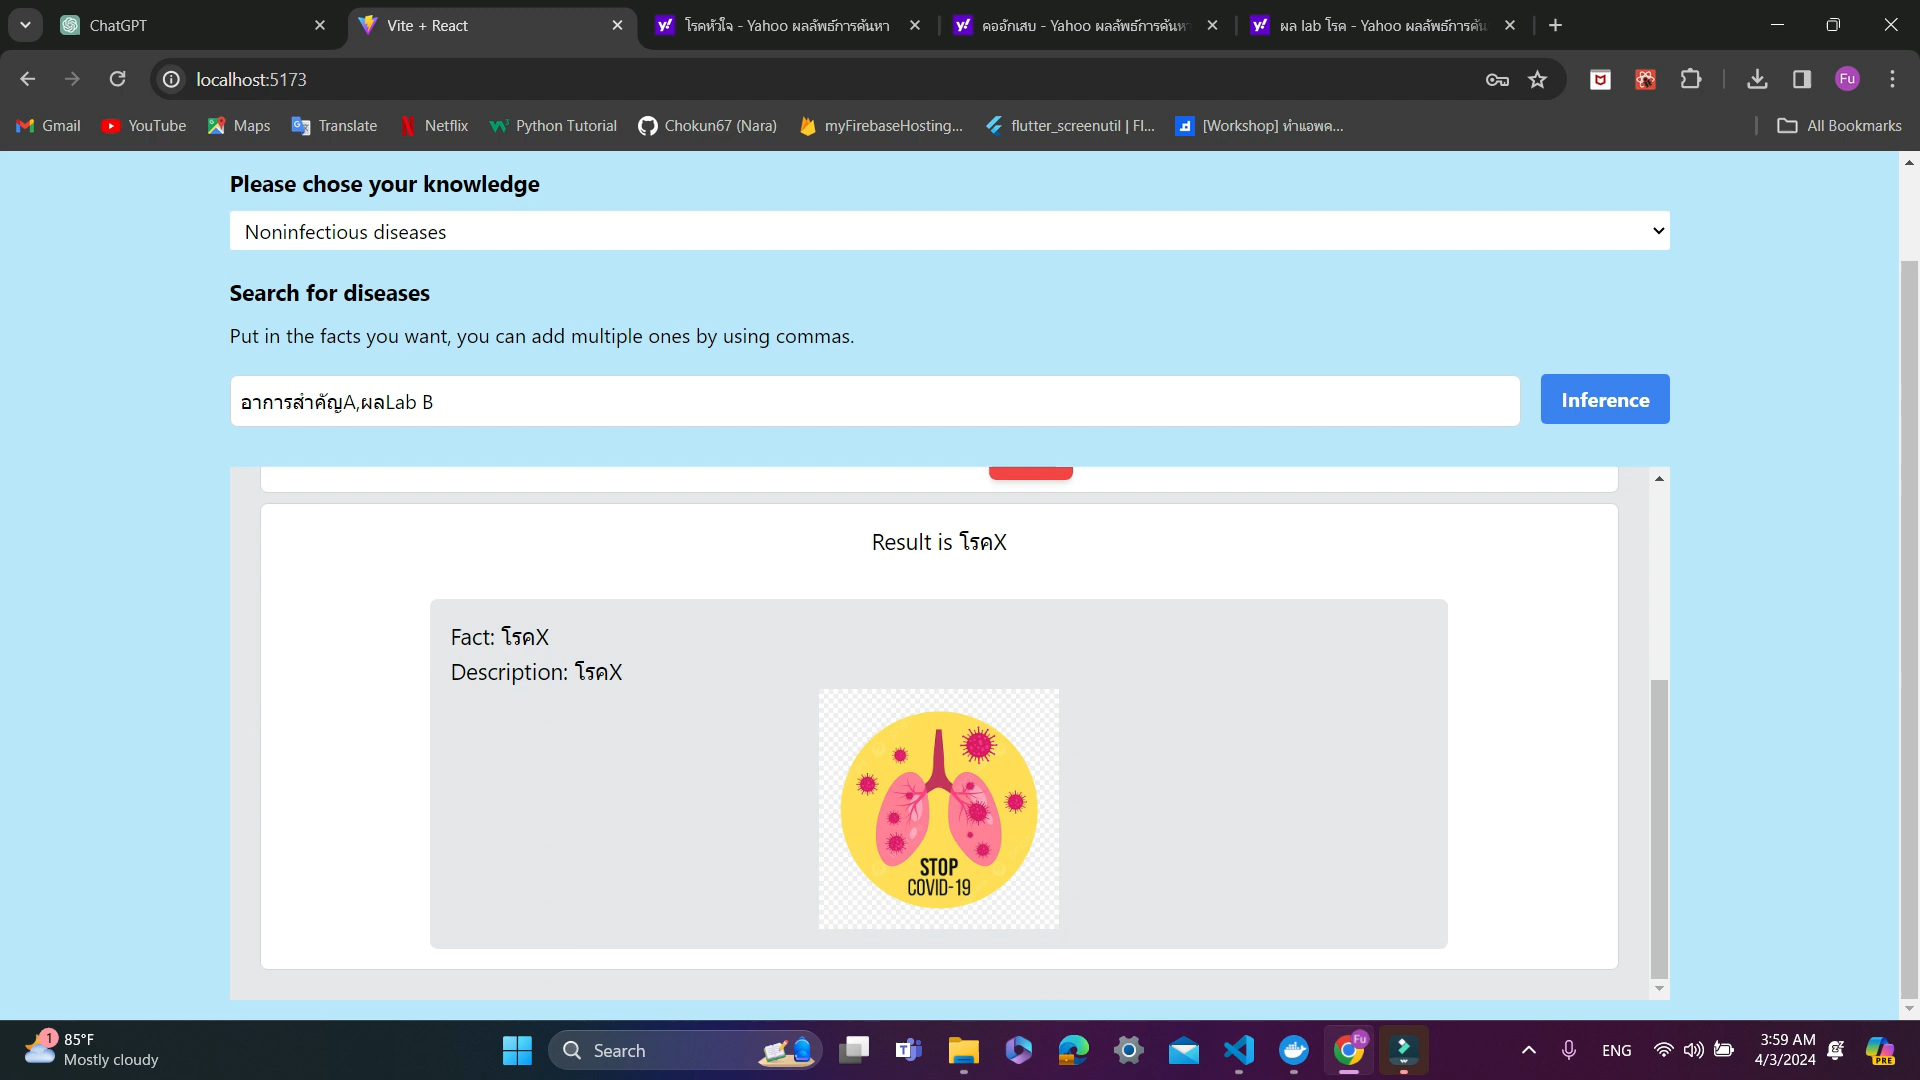 ChatGPT
Vite + React
โรคหัวใจ - Yahoo ผลลัพธ์การค้นหา
คออักเสบ - Yahoo ผลลัพธ์การค้นหา
ผล lab โรค - Yahoo ผลลัพธ์การค้น
localhost:5173
Fu
Gmail
YouTube
Maps
Translate
Netflix
Python Tutorial
Chokun67 (Nara)
myFirebaseHosting...
flutter_screenutil | Fl...
[Workshop] ทำแอพค...
All Bookmarks
Please chose your knowledge
Noninfectious diseases
Search for diseases
Put in the facts you want, you can add multiple ones by using commas.
อาการสำคัญA,ผลLab B
Inference
Result is โรคX
Fact: โรคX
Description: โรคX
STOP
COVID-19
1
85°F
Mostly cloudy
Search
Fu
ENG
3:59 AM
4/3/2024
PRE